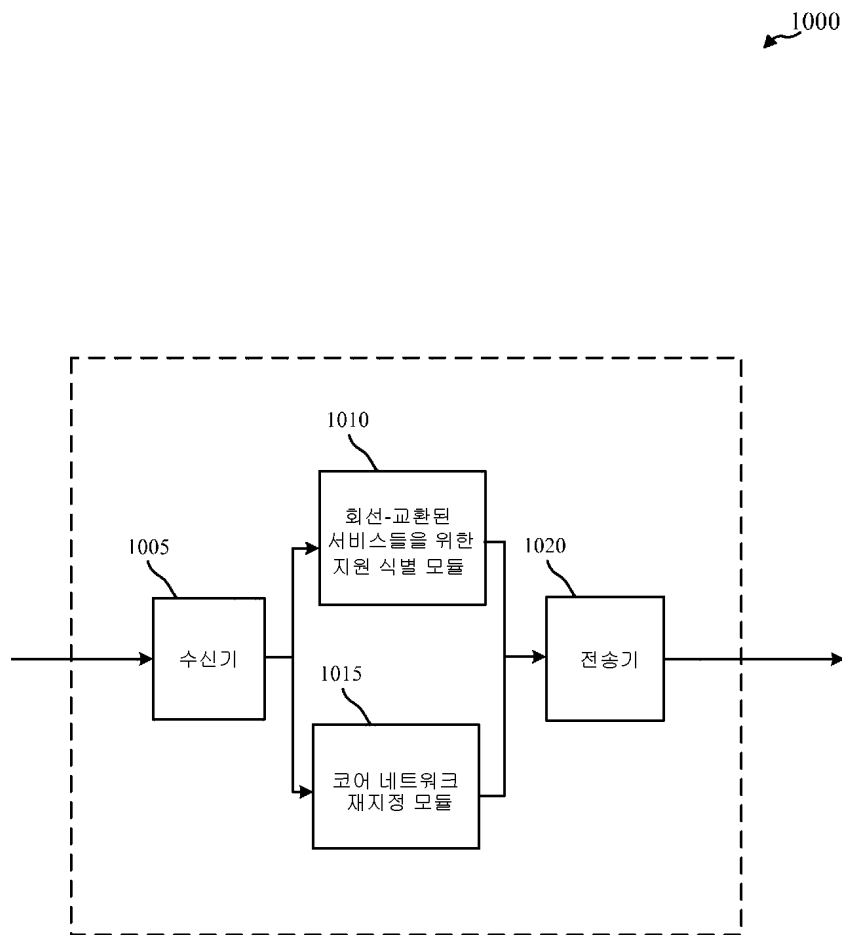 1000
1010
회선-교환된
서비스들을 위한
지원 식별 모듈
1005
수신기
1020
전송기
1015
코어 네트워크
재지정 모듈